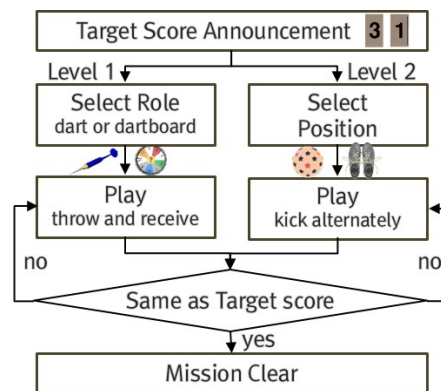 Target Score Announcement 3 1
Level 1
Level 2
Select Role
dart or dartboard
Select
Position
Play
throw and receive
Play
kick alternately
no
no
Same as Target score
yes
Mission Clear